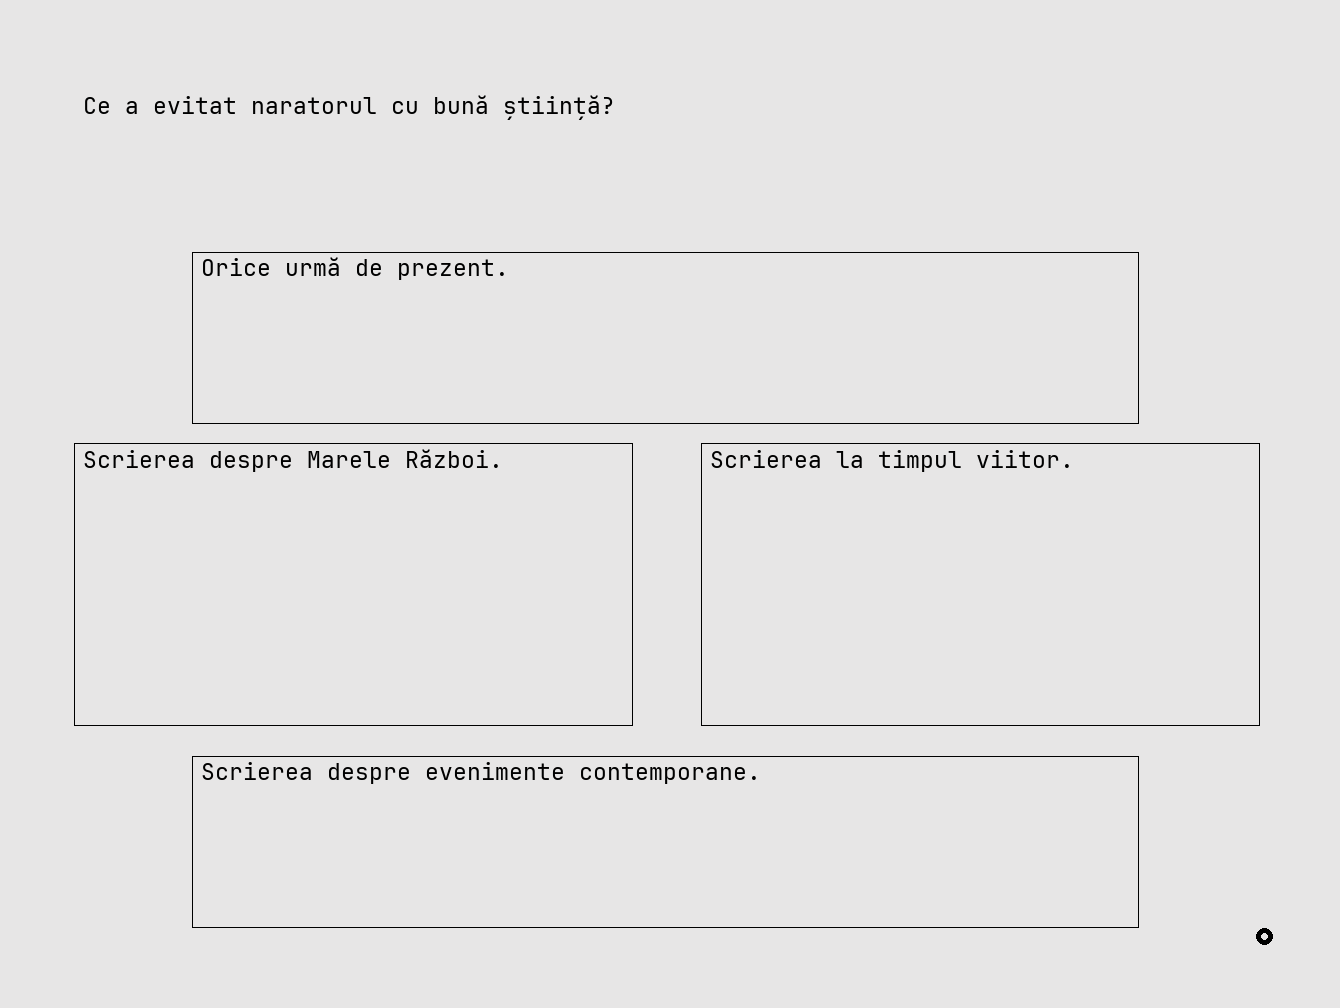 Ce a evitat naratorul cu bună știință?
Orice urmă de prezent.
Scrierea despre Marele Război.
Scrierea la timpul viitor.
Scrierea despre evenimente contemporane.